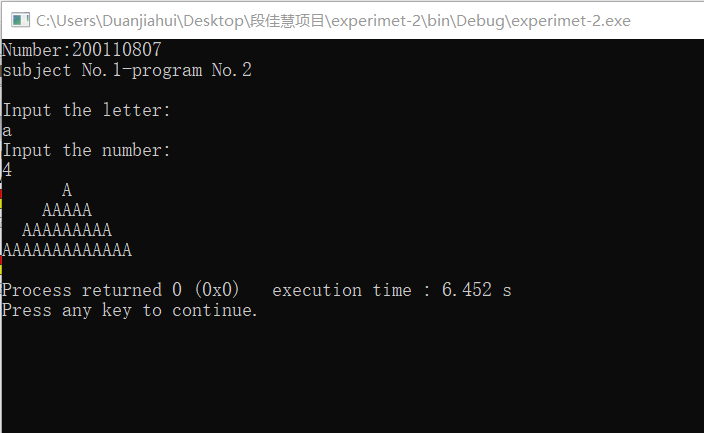 C:\Users\Duanjiahui\Desktop\段佳慧项目\experimet-2\bin\Debug\experimet-2.exe
Number:200110807
subject No.1-program No.2

Input the letter:
a
Input the number:
4
      A
    AAAAA
  AAAAAAAAA
AAAAAAAAAAAAA

Process returned 0 (0x0)   execution time : 6.452 s
Press any key to continue.